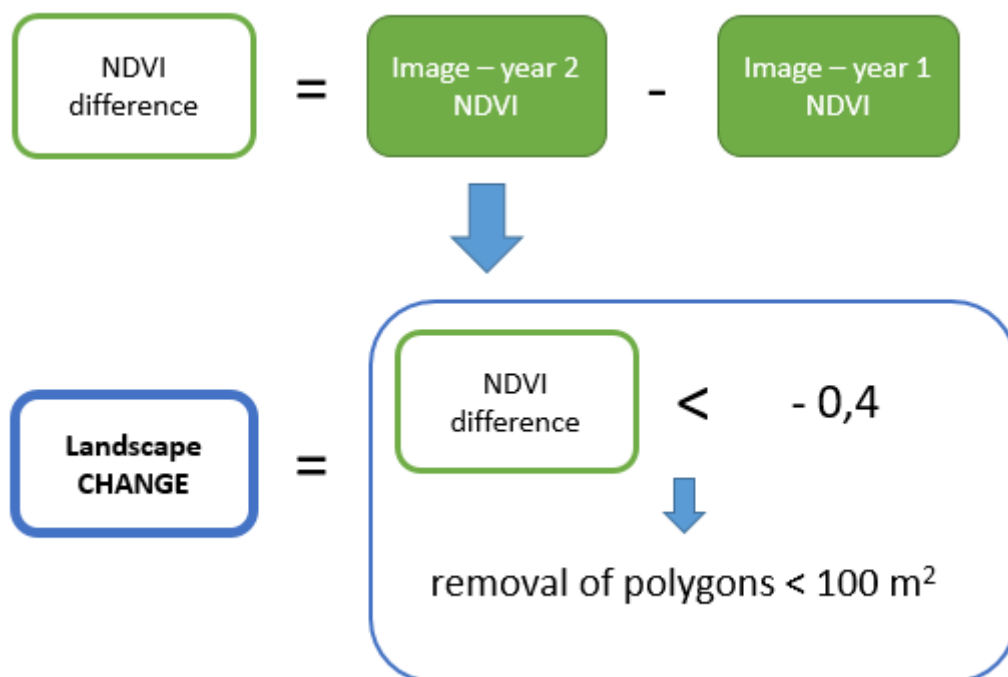 NDVI
difference
=
Image – year 2
NDVI
-
Image – year 1
NDVI
Landscape
CHANGE
=
NDVI
difference
< - 0,4
removal of polygons < 100 m²